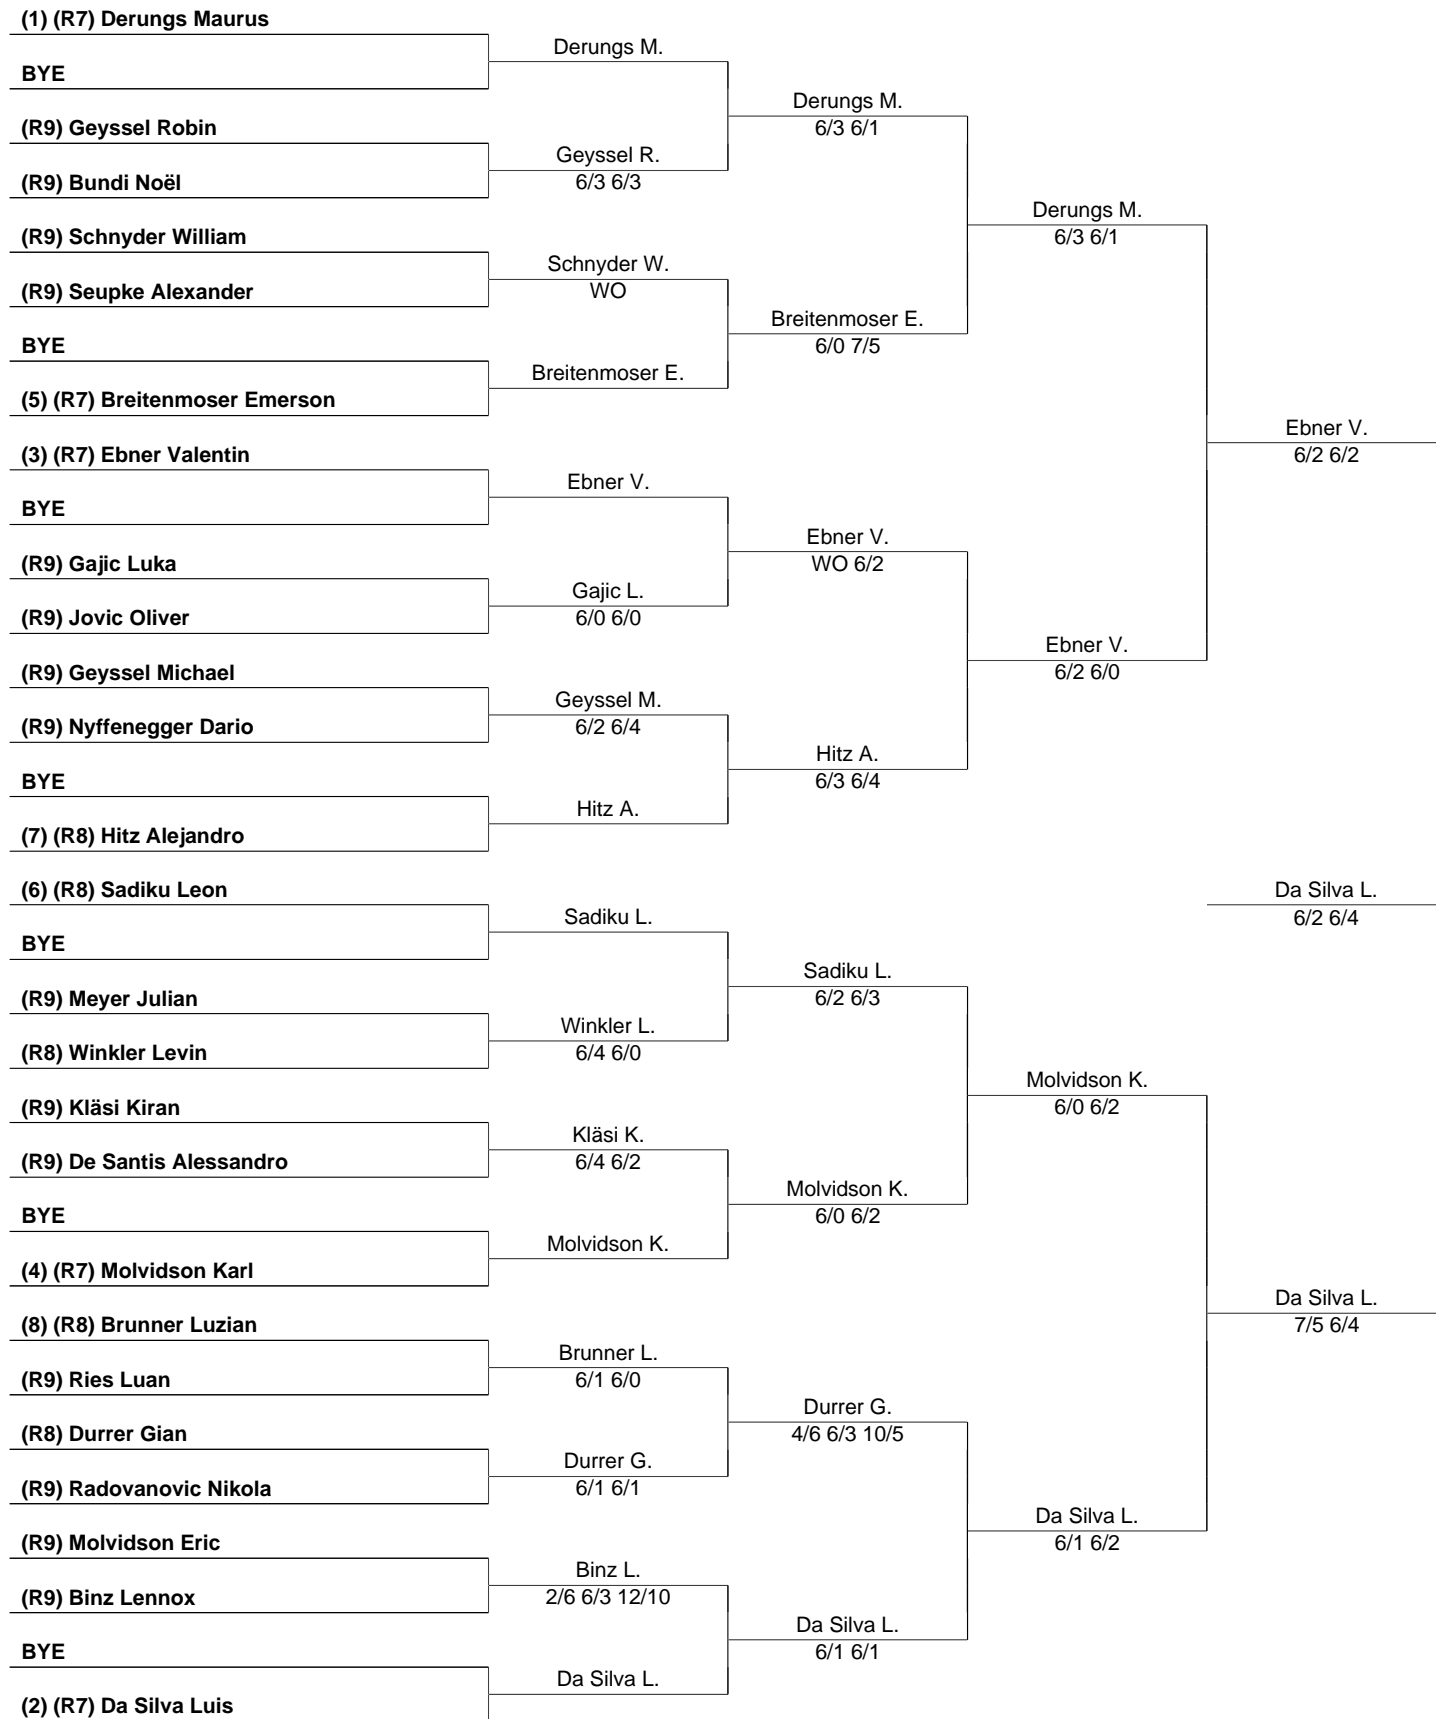 (1) (R7) Derungs Maurus
Derungs M.
BYE
Derungs M.
6/3 6/1
(R9) Geyssel Robin
Geyssel R.
6/3 6/3
(R9) Bundi Noël
Derungs M.
6/3 6/1
(R9) Schnyder William
Schnyder W.
WO
(R9) Seupke Alexander
Breitenmoser E.
6/0 7/5
BYE
Breitenmoser E.
(5) (R7) Breitenmoser Emerson
Ebner V.
6/2 6/2
(3) (R7) Ebner Valentin
Ebner V.
BYE
Ebner V.
WO 6/2
(R9) Gajic Luka
Gajic L.
6/0 6/0
(R9) Jovic Oliver
Ebner V.
6/2 6/0
(R9) Geyssel Michael
Geyssel M.
6/2 6/4
(R9) Nyffenegger Dario
Hitz A.
6/3 6/4
BYE
Hitz A.
(7) (R8) Hitz Alejandro
(6) (R8) Sadiku Leon
Da Silva L.
6/2 6/4
Sadiku L.
BYE
Sadiku L.
6/2 6/3
(R9) Meyer Julian
Winkler L.
6/4 6/0
(R8) Winkler Levin
Molvidson K.
6/0 6/2
(R9) Kläsi Kiran
Kläsi K.
6/4 6/2
(R9) De Santis Alessandro
Molvidson K.
6/0 6/2
BYE
Molvidson K.
(4) (R7) Molvidson Karl
Da Silva L.
7/5 6/4
(8) (R8) Brunner Luzian
Brunner L.
6/1 6/0
(R9) Ries Luan
Durrer G.
4/6 6/3 10/5
(R8) Durrer Gian
Durrer G.
6/1 6/1
(R9) Radovanovic Nikola
Da Silva L.
6/1 6/2
(R9) Molvidson Eric
Binz L.
2/6 6/3 12/10
(R9) Binz Lennox
Da Silva L.
6/1 6/1
BYE
Da Silva L.
(2) (R7) Da Silva Luis